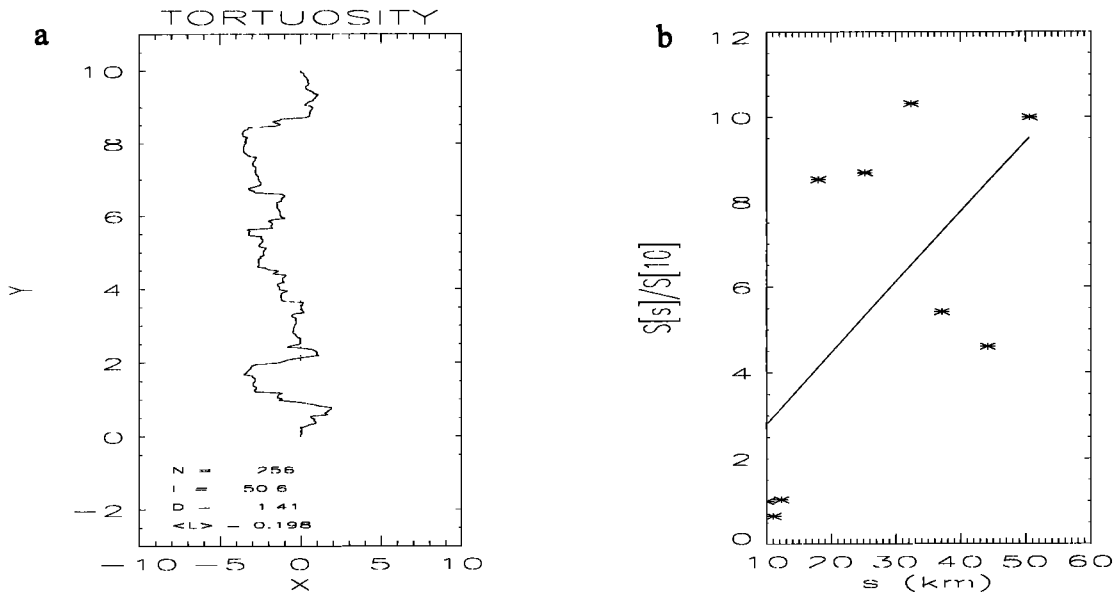 TORTUOSITY
a
10
8
6
4
2
0
−2
Y
N = 256
l = 50.6
D − 1.41
<L> − 0.198
−10 −5 0 5 10
X
b
12
10
8
6
4
2
0
S[s]/S[10]
10 20 30 40 50 60
s (km)